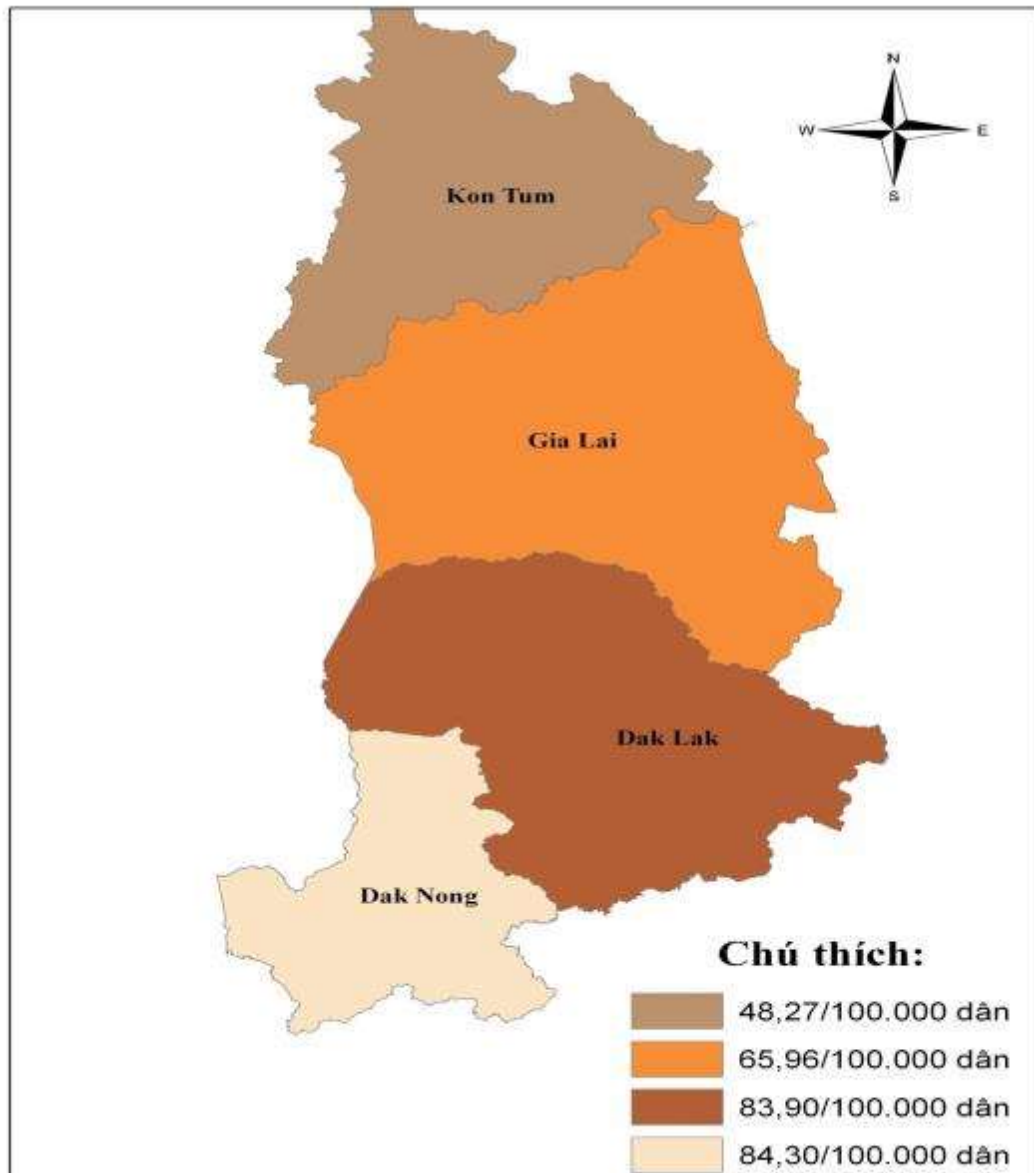 N
W E
S
Kon Tum
Gia Lai
Dak Lak
Dak Nong
Chú thích:
48,27/100.000 dân
65,96/100.000 dân
83,90/100.000 dân
84,30/100.000 dân